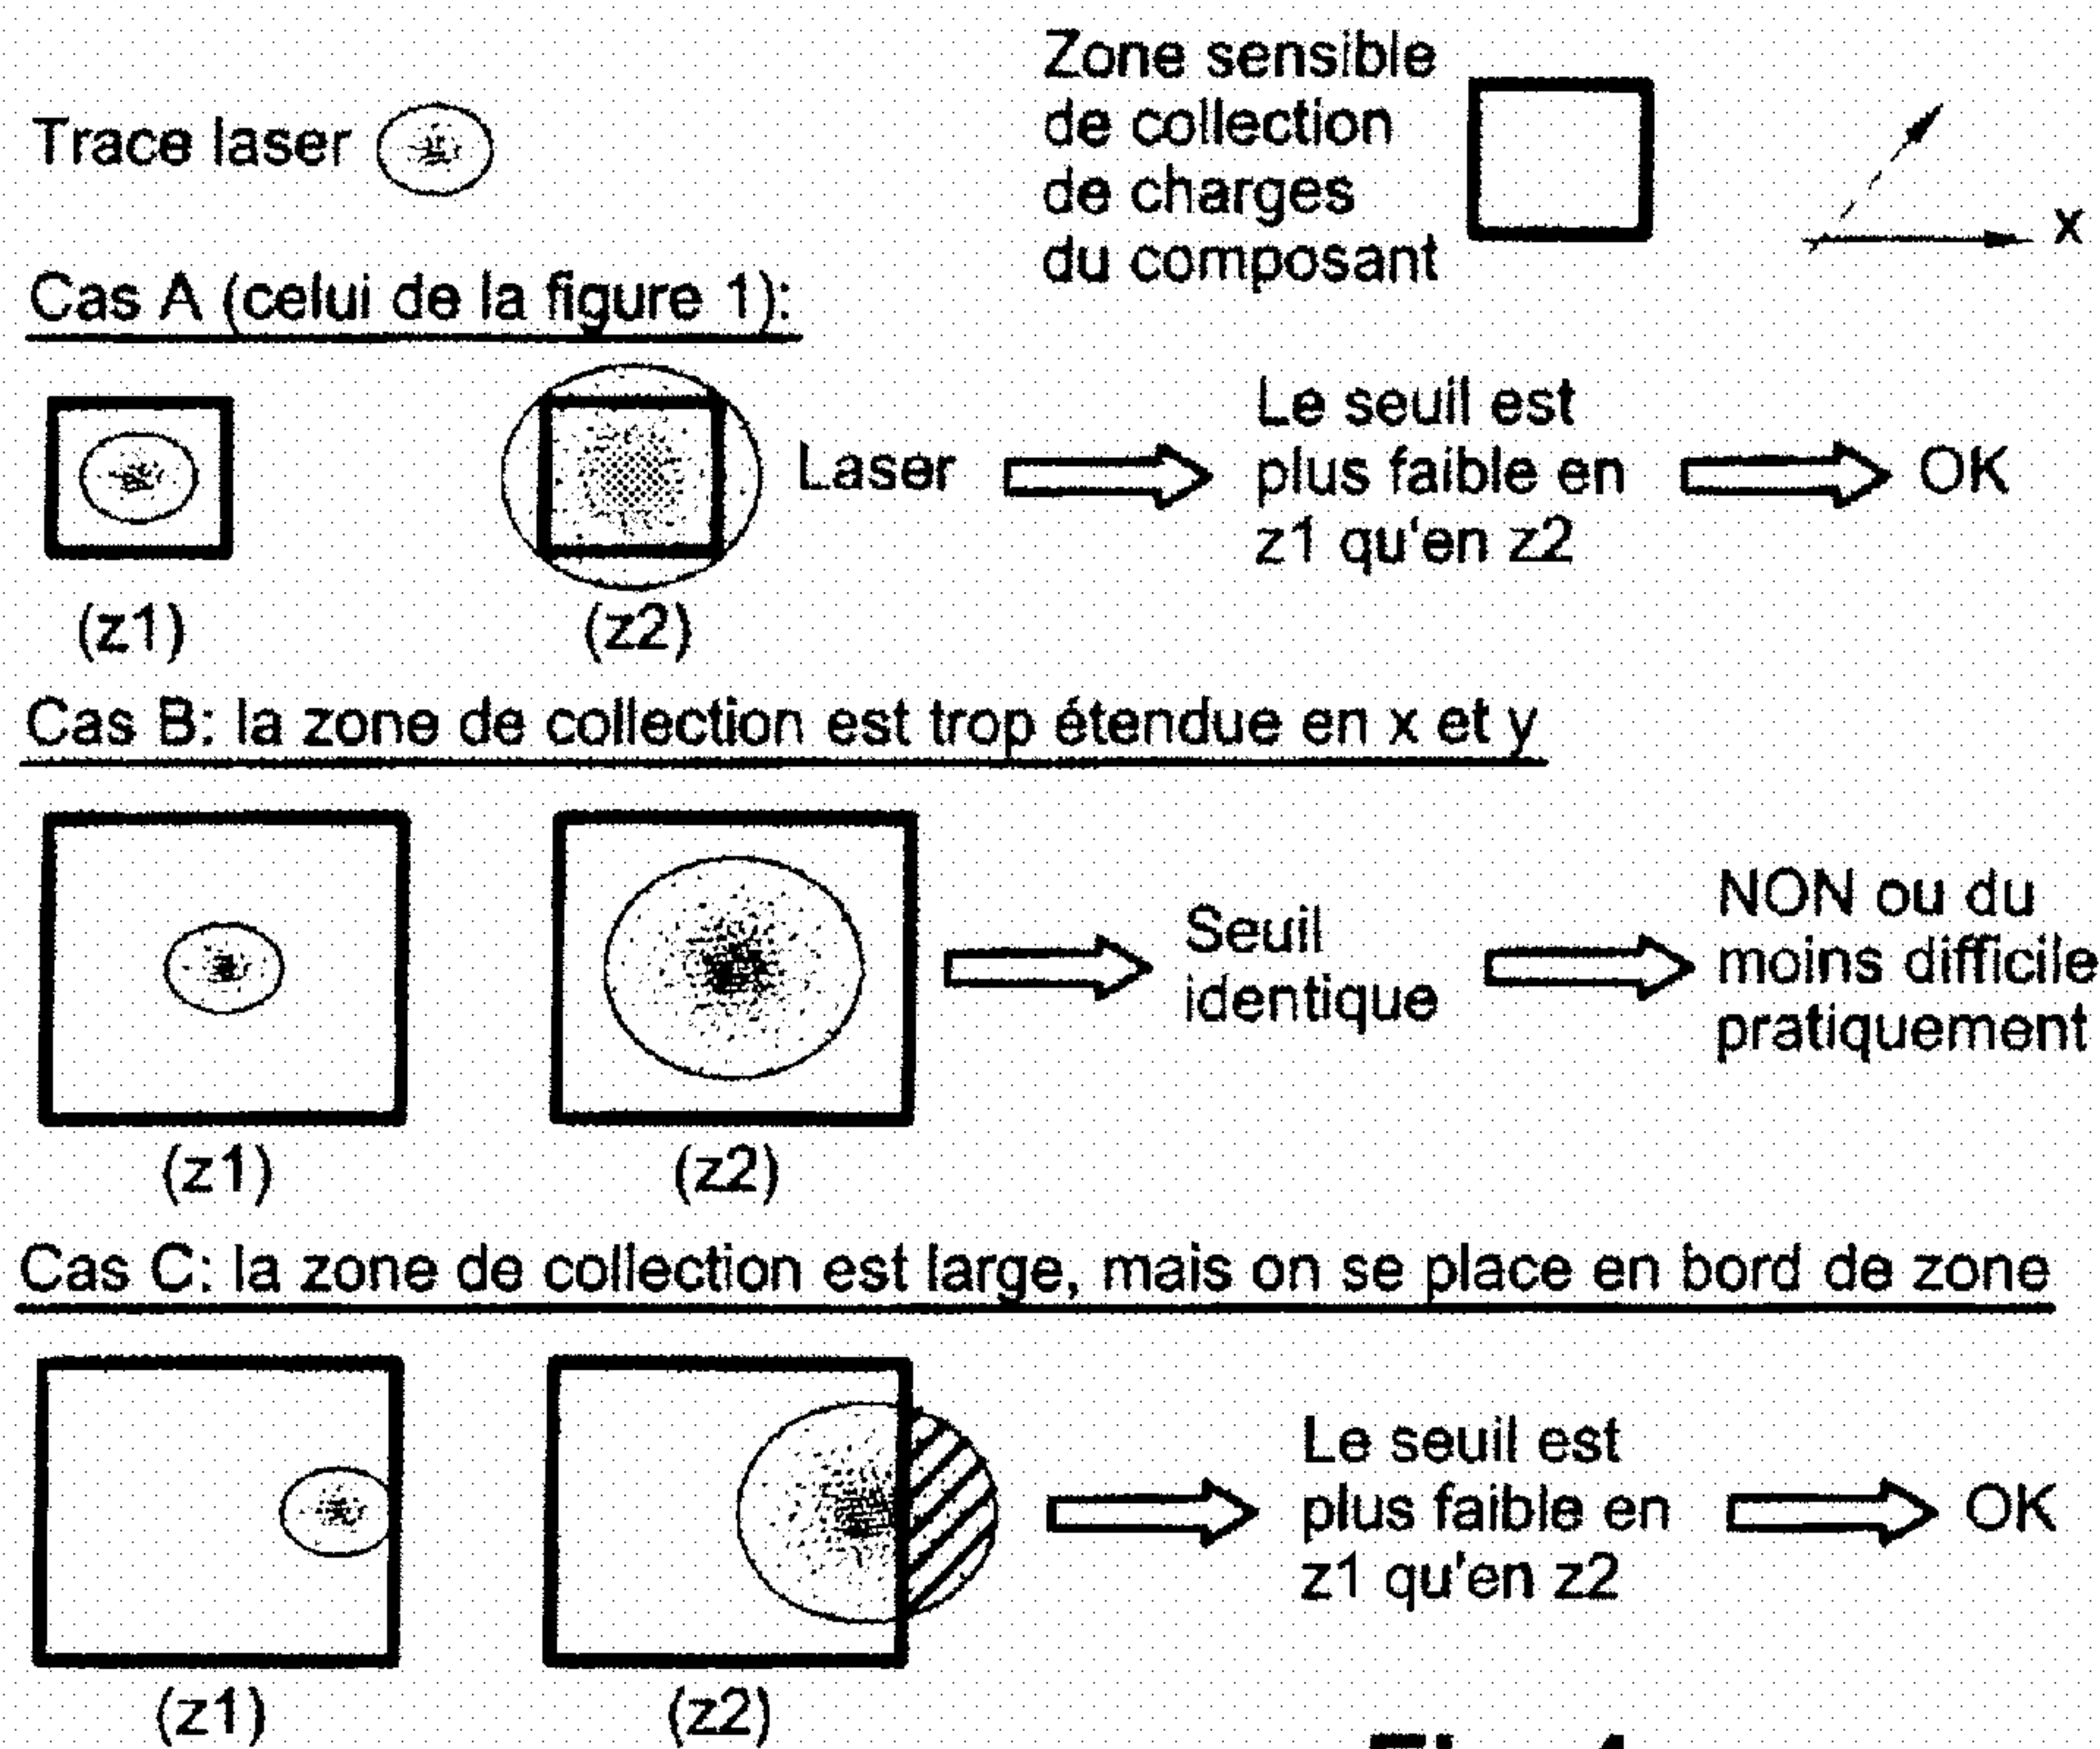 Trace laser
Zone sensible
de collection
de charges
du composant
x
Cas A (celui de la figure 1):
(z1)
(z2)
Laser
Le seuil est
plus faible en
z1 qu'en z2
OK
Cas B: la zone de collection est trop étendue en x et y
(z1)
(z2)
Seuil
identique
NON ou du
moins difficile
pratiquement
Cas C: la zone de collection est large, mais on se place en bord de zone
(z1)
(z2)
Le seuil est
plus faible en
z1 qu'en z2
OK